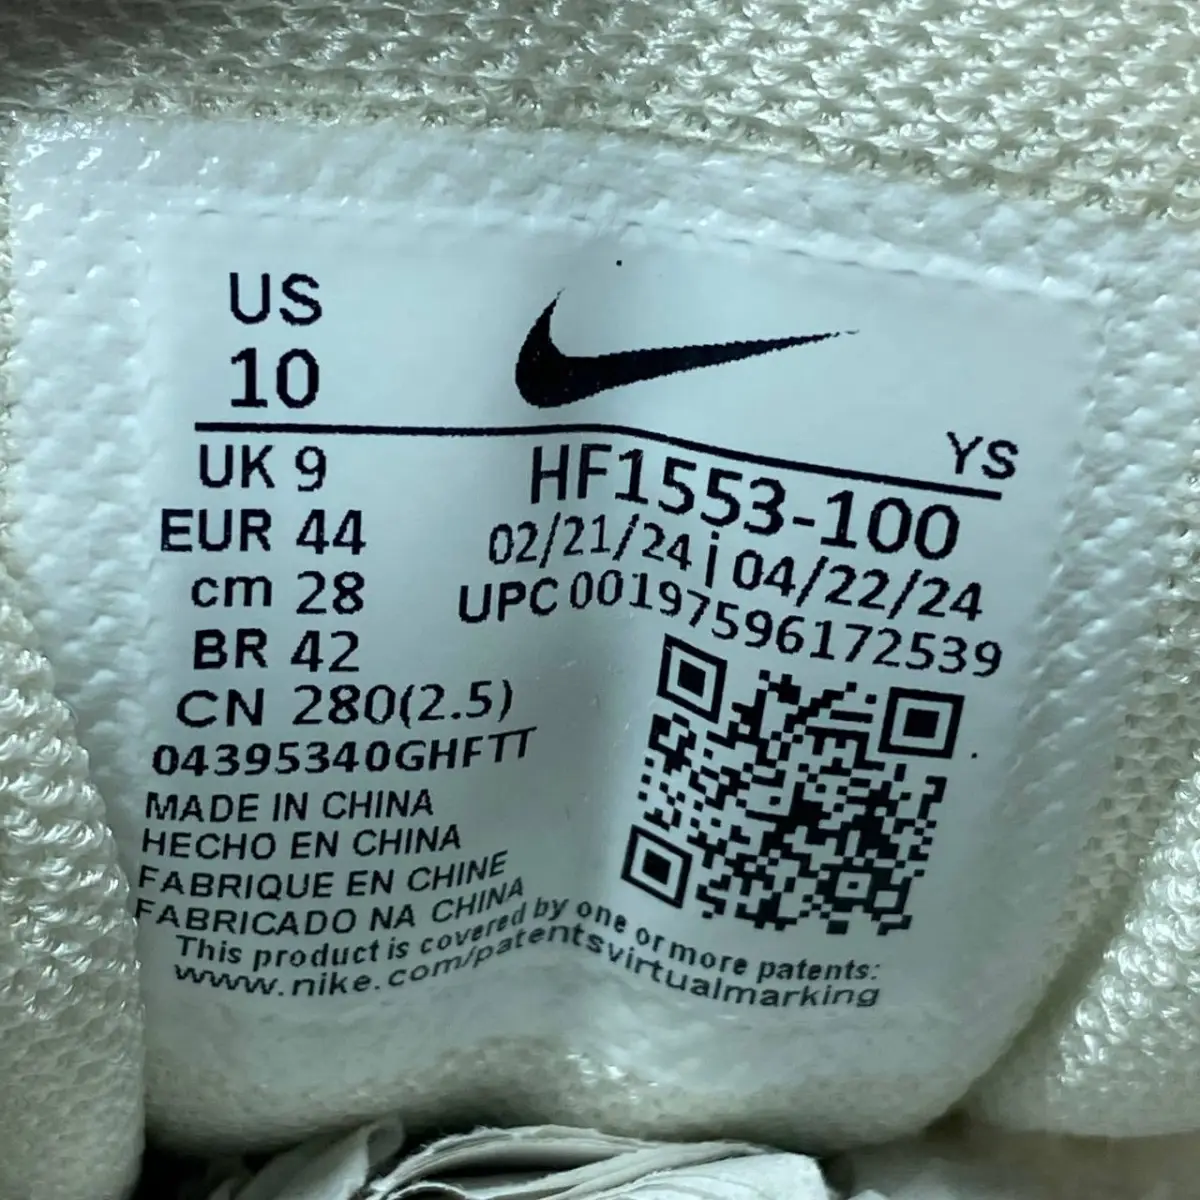 US
10
YS
UK 9
EUR 44
cm 28
BR 42
CN 280(2.5)
HF1553-100
02/21/24 | 04/22/24
UPC 00197596172539
04395340GHFTT
MADE IN CHINA
HECHO EN CHINA
FABRIQUE EN CHINE
FABRICADO NA CHINA
This product is covered by one or more patents:
www.nike.com/patentsvirtualmarking